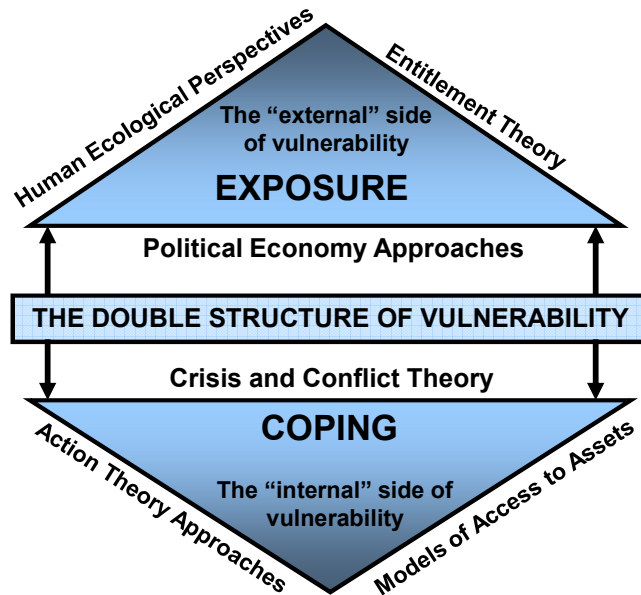 Human Ecological Perspectives
Entitlement Theory
The “external” side
of vulnerability
EXPOSURE
Political Economy Approaches
THE DOUBLE STRUCTURE OF VULNERABILITY
Crisis and Conflict Theory
COPING
The “internal” side of
vulnerability
Action Theory Approaches
Models of Access to Assets